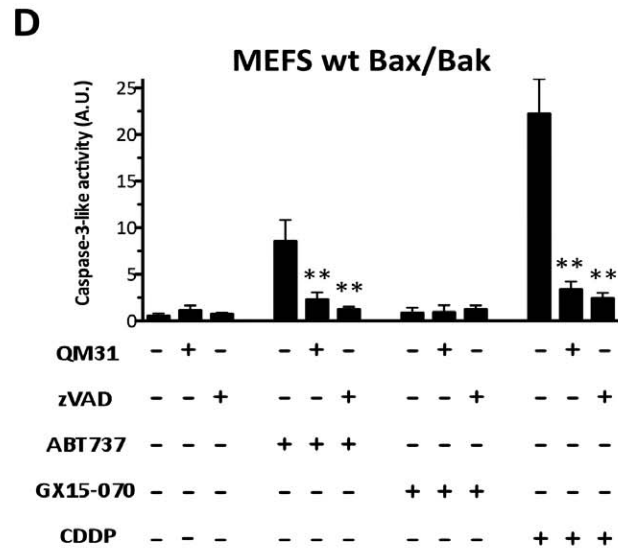 D
MEFS wt Bax/Bak
Caspase-3-like activity (A.U.)
25
20
15
10
5
0
** ** ** **
QM31 – + – – + – – + – – + –
zVAD – – + – – + – – + – – +
ABT737 – – – + + + – – – – – –
GX15-070 – – – – – – + + + – – –
CDDP – – – – – – – – – + + +